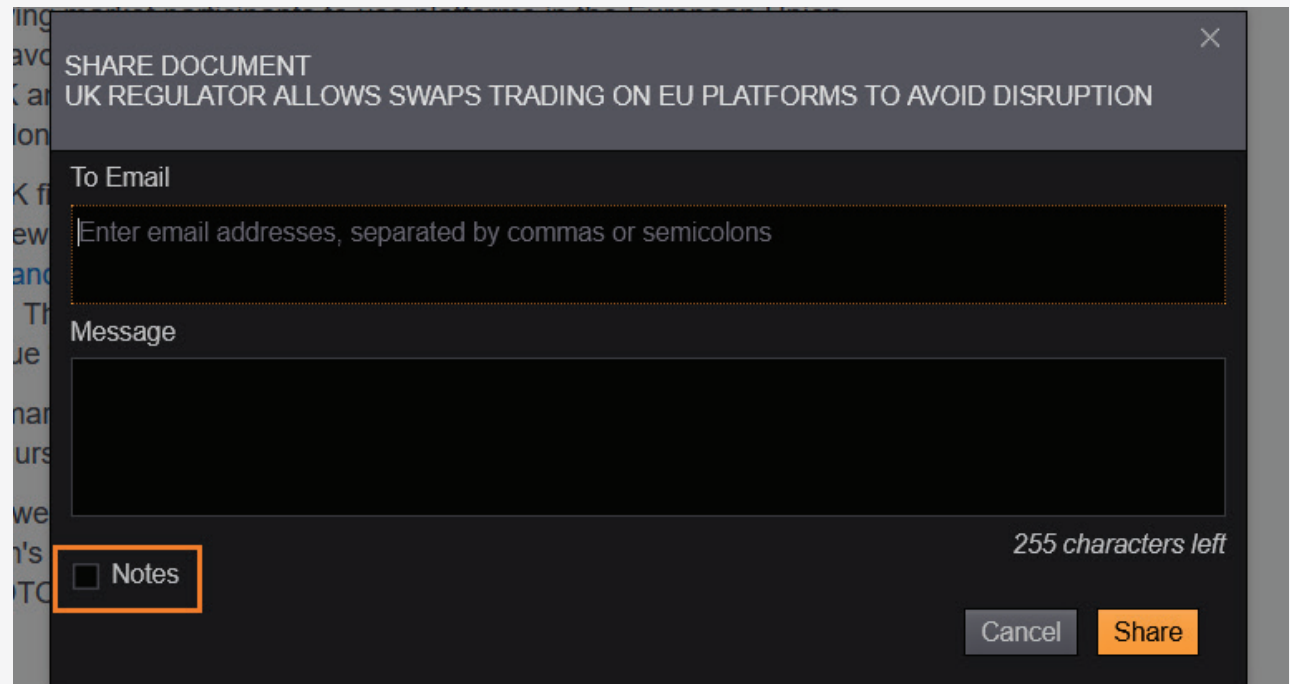 SHARE DOCUMENT
UK REGULATOR ALLOWS SWAPS TRADING ON EU PLATFORMS TO AVOID DISRUPTION
To Email
Enter email addresses, separated by commas or semicolons
Message
255 characters left
Notes
Cancel
Share